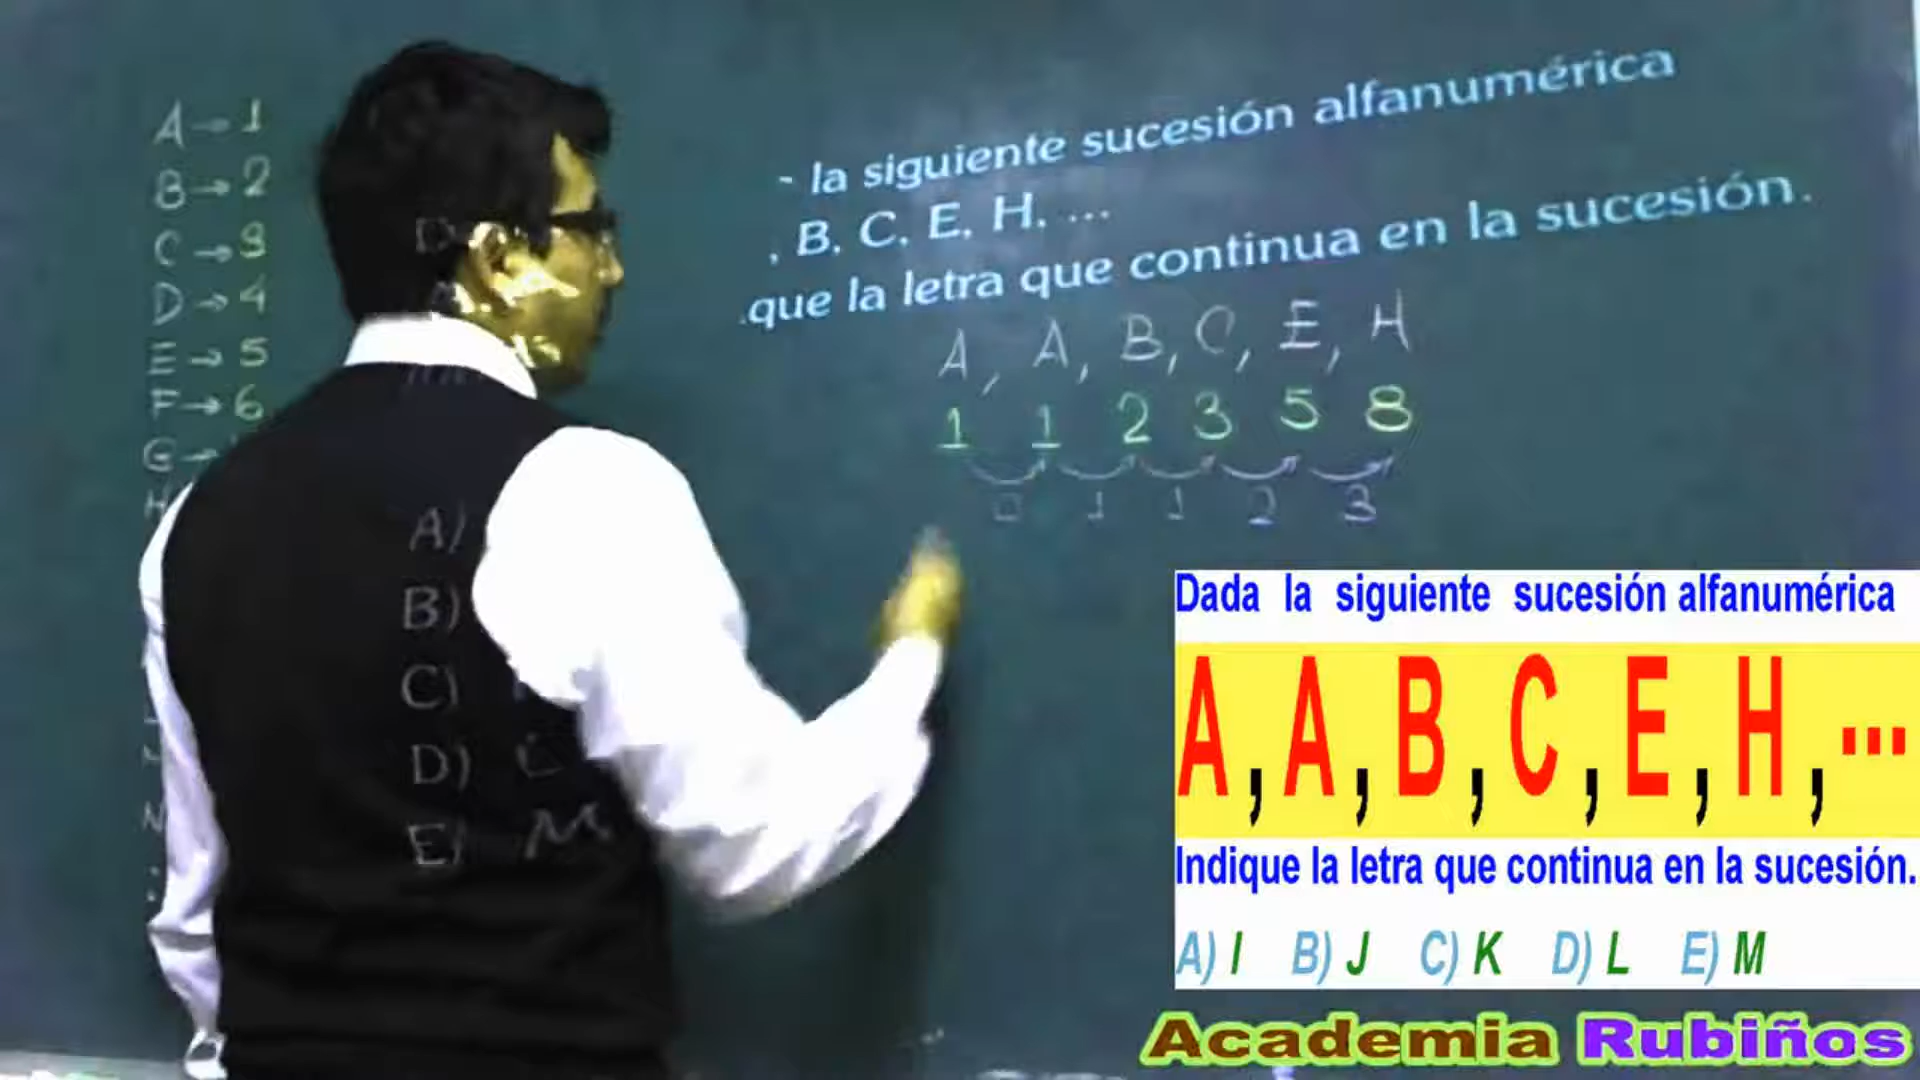 A→1
B→2
C→3
D→4
E→5
F→6
G→
H
N
la siguiente sucesión alfanumérica
, B, C, E, H, ...
que la letra que continua en la sucesión.
A, A, B, C, E, H
1 1 2 3 5 8
0 1 1 2 3
A)
B)
C)
D) L
E) M
Dada la siguiente sucesión alfanumérica
A, A, B, C, E, H, ...
Indique la letra que continua en la sucesión.
A) I B) J C) K D) L E) M
Academia Rubiños